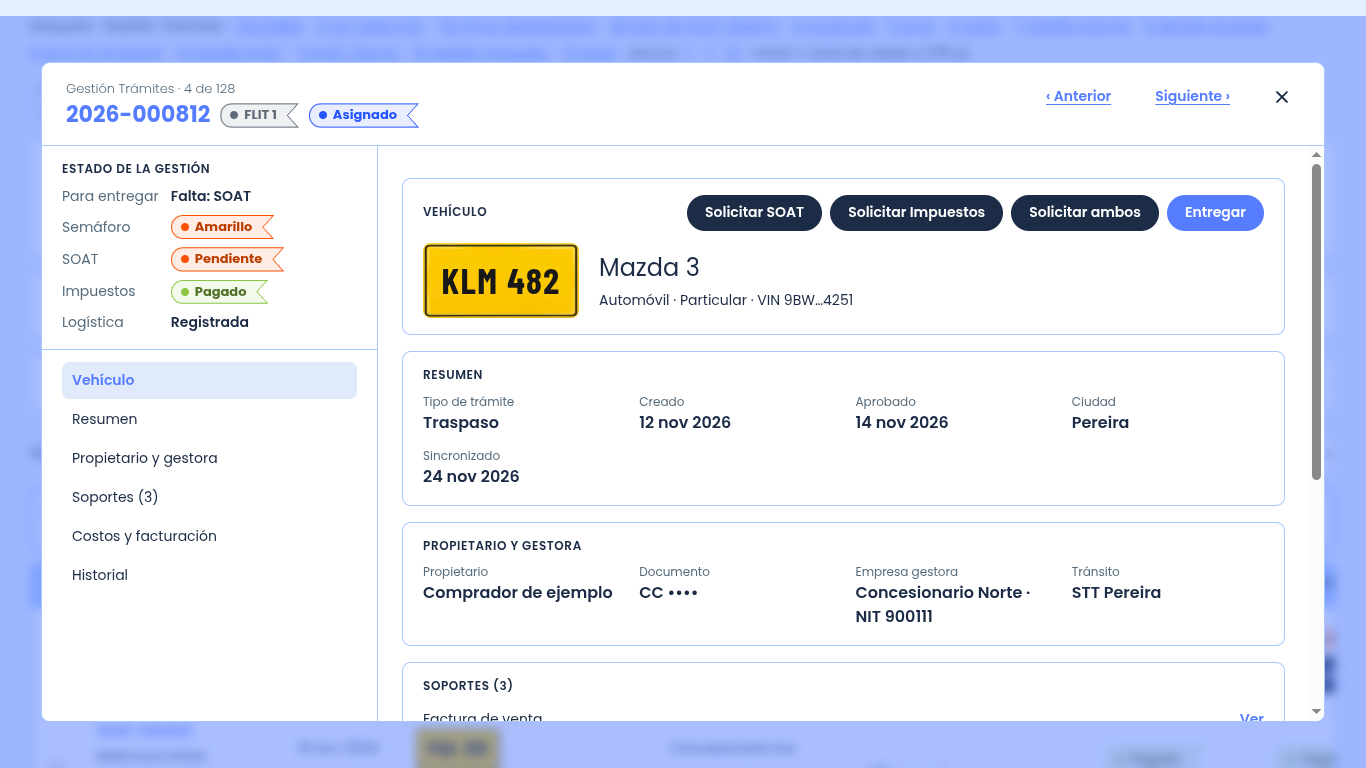 Gestión Trámites · 4 de 128
2026-000812 FLIT 1 Asignado
‹ Anterior Siguiente › ✕
ESTADO DE LA GESTIÓN
Para entregar Falta: SOAT
Semáforo Amarillo
SOAT Pendiente
Impuestos Pagado
Logística Registrada
Vehículo
Resumen
Propietario y gestora
Soportes (3)
Costos y facturación
Historial
VEHÍCULO Solicitar SOAT Solicitar Impuestos Solicitar ambos Entregar
KLM 482
Mazda 3
Automóvil · Particular · VIN 9BW…4251
RESUMEN
Tipo de trámite Creado Aprobado Ciudad
Traspaso 12 nov 2026 14 nov 2026 Pereira
Sincronizado
24 nov 2026
PROPIETARIO Y GESTORA
Propietario Documento Empresa gestora Tránsito
Comprador de ejemplo CC •••• Concesionario Norte · STT Pereira
NIT 900111
SOPORTES (3)
Factura de venta Ver